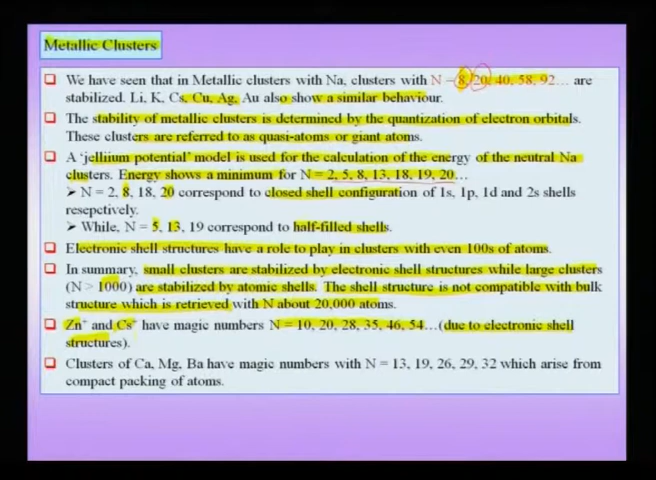 Metallic Clusters
We have seen that in Metallic clusters with Na, clusters with N = 8, 20, 40, 58, 92... are
stabilized. Li, K, Cs, Cu, Ag, Au also show a similar behaviour.
The stability of metallic clusters is determined by the quantization of electron orbitals.
These clusters are referred to as quasi-atoms or giant atoms.
A 'jellium potential' model is used for the calculation of the energy of the neutral Na
clusters. Energy shows a minimum for N = 2, 5, 8, 13, 18, 19, 20...
➤ N = 2, 8, 18, 20 correspond to closed shell configuration of 1s, 1p, 1d and 2s shells
resepctively.
➤ While, N = 5, 13, 19 correspond to half-filled shells.
Electronic shell structures have a role to play in clusters with even 100s of atoms.
In summary, small clusters are stabilized by electronic shell structures while large clusters
(N > 1000) are stabilized by atomic shells. The shell structure is not compatible with bulk
structure which is retrieved with N about 20,000 atoms.
Zn⁺ and Cs⁺ have magic numbers N = 10, 20, 28, 35, 46, 54...(due to electronic shell
structures).
Clusters of Ca, Mg, Ba have magic numbers with N = 13, 19, 26, 29, 32 which arise from
compact packing of atoms.